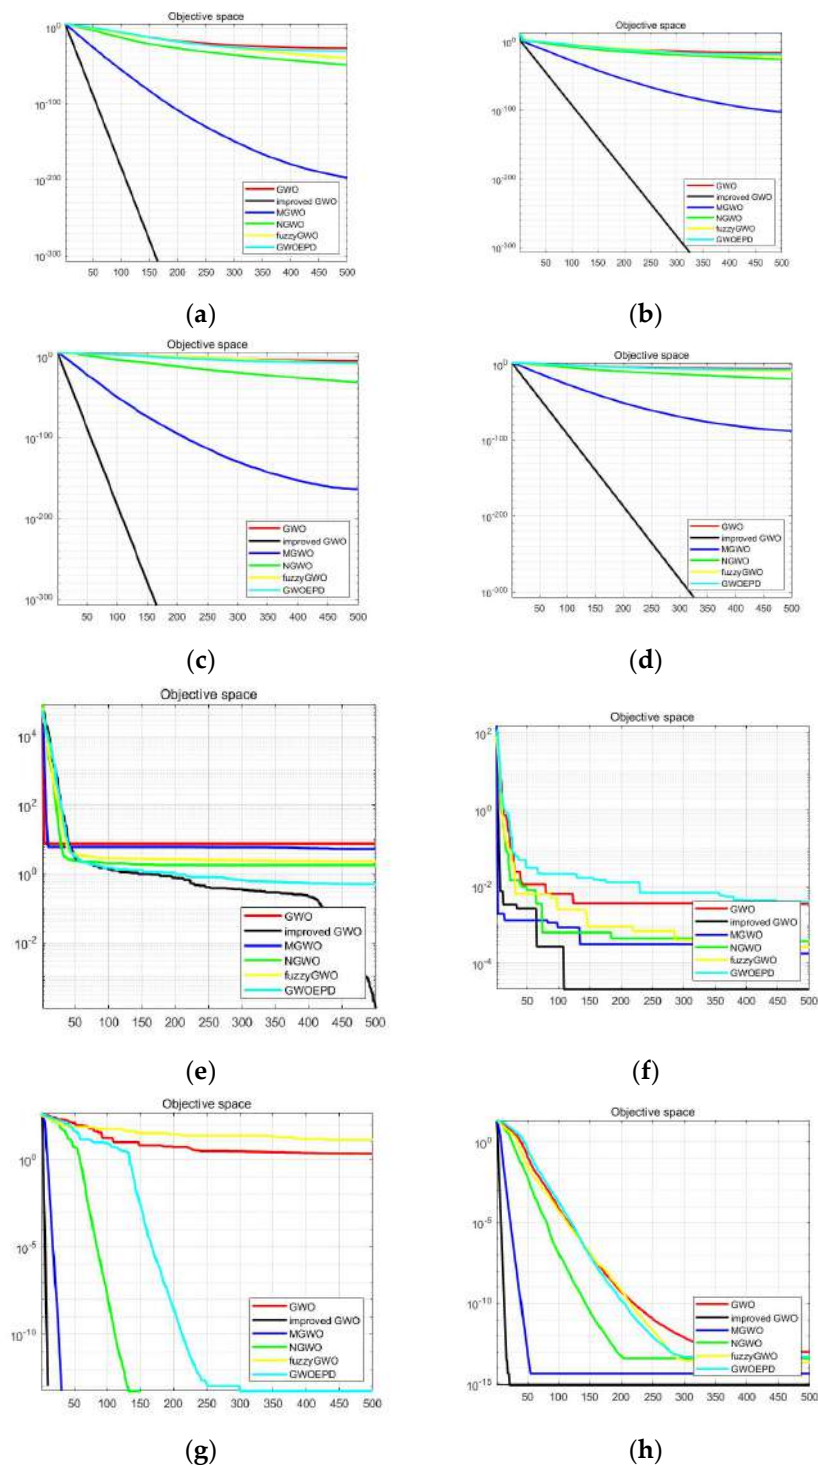 Objective space
10^0
10^-100
10^-200
10^-300
GWO
improved GWO
MGWO
NGWO
fuzzyGWO
GWOEPD
50 100 150 200 250 300 350 400 450 500
(a)
Objective space
10^0
10^-100
10^-200
10^-300
GWO
improved GWO
MGWO
NGWO
fuzzyGWO
GWOEPD
50 100 150 200 250 300 350 400 450 500
(b)
Objective space
10^0
10^-100
10^-200
10^-300
GWO
improved GWO
MGWO
NGWO
fuzzyGWO
GWOEPD
50 100 150 200 250 300 350 400 450 500
(c)
Objective space
10^0
10^-100
10^-200
10^-300
GWO
improved GWO
MGWO
NGWO
fuzzyGWO
GWOEPD
50 100 150 200 250 300 350 400 450 500
(d)
Objective space
10^4
10^2
10^0
10^-2
GWO
improved GWO
MGWO
NGWO
fuzzyGWO
GWOEPD
50 100 150 200 250 300 350 400 450 500
(e)
Objective space
10^2
10^0
10^-2
10^-4
GWO
improved GWO
MGWO
NGWO
fuzzyGWO
GWOEPD
50 100 150 200 250 300 350 400 450 500
(f)
Objective space
10^0
10^-5
10^-10
GWO
improved GWO
MGWO
NGWO
fuzzyGWO
GWOEPD
50 100 150 200 250 300 350 400 450 500
(g)
Objective space
10^0
10^-5
10^-10
10^-15
GWO
improved GWO
MGWO
NGWO
fuzzyGWO
GWOEPD
50 100 150 200 250 300 350 400 450 500
(h)